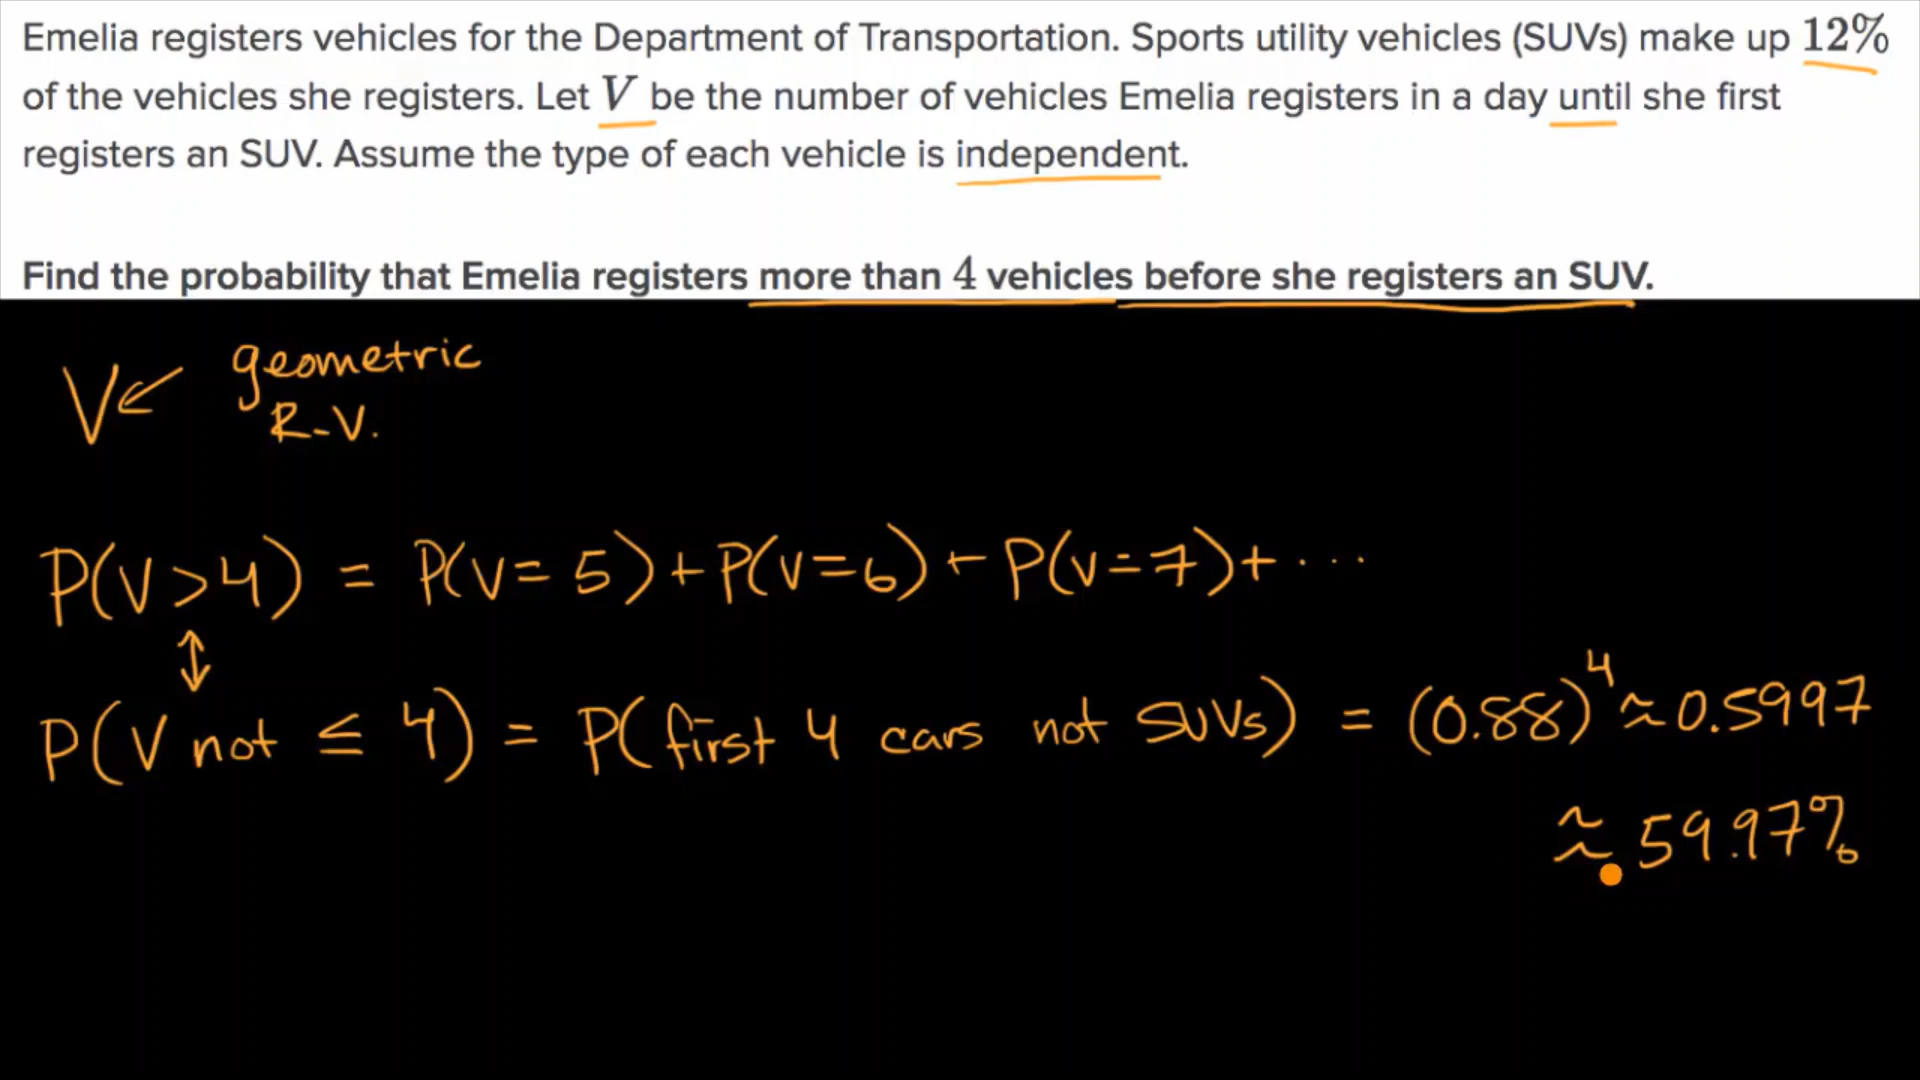 Emelia registers vehicles for the Department of Transportation. Sports utility vehicles (SUVs) make up 12%
of the vehicles she registers. Let V be the number of vehicles Emelia registers in a day until she first
registers an SUV. Assume the type of each vehicle is independent.
Find the probability that Emelia registers more than 4 vehicles before she registers an SUV.
V geometric
R-V.
P(V>4) = P(V=5)+P(V=6)+P(V=7)+...
↕
P(V not ≤ 4) = P(first 4 cars not SUVs) = (0.88)⁴≈0.5997
≈59.97%